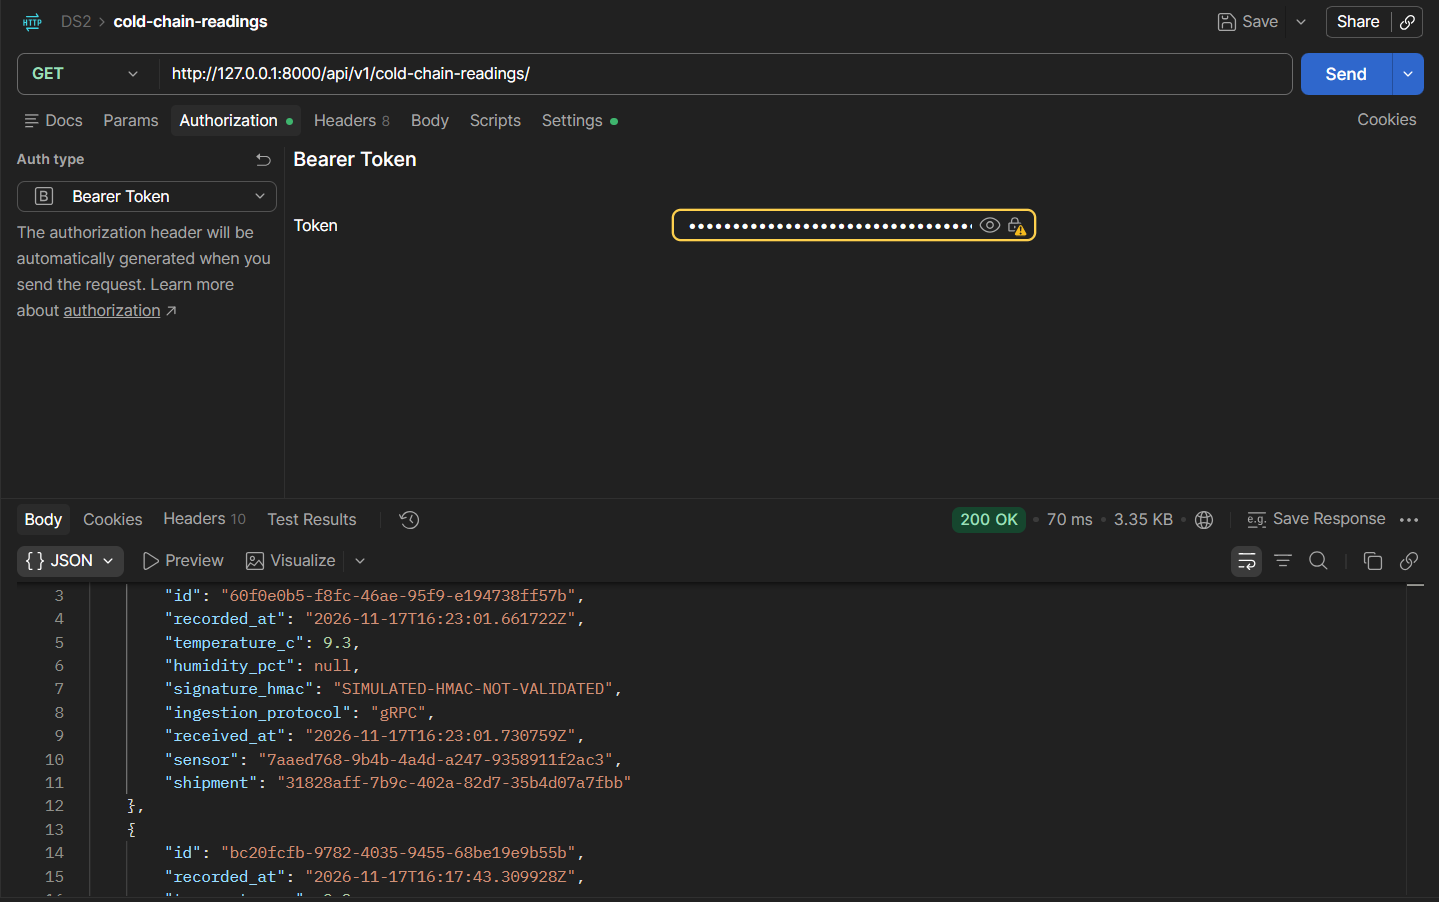 HTTP DS2 > cold-chain-readings Save Share
GET http://127.0.0.1:8000/api/v1/cold-chain-readings/ Send
Docs Params Authorization Headers 8 Body Scripts Settings Cookies
Auth type
Bearer Token
B Bearer Token
Token
The authorization header will be
automatically generated when you
send the request. Learn more
about authorization ↗
Body Cookies Headers 10 Test Results 200 OK • 70 ms • 3.35 KB • e.g. Save Response
{ } JSON Preview Visualize
3 "id": "60f0e0b5-f8fc-46ae-95f9-e194738ff57b",
4 "recorded_at": "2026-11-17T16:23:01.661722Z",
5 "temperature_c": 9.3,
6 "humidity_pct": null,
7 "signature_hmac": "SIMULATED-HMAC-NOT-VALIDATED",
8 "ingestion_protocol": "gRPC",
9 "received_at": "2026-11-17T16:23:01.730759Z",
10 "sensor": "7aaed768-9b4b-4a4d-a247-9358911f2ac3",
11 "shipment": "31828aff-7b9c-402a-82d7-35b4d07a7fbb"
12 },
13 {
14 "id": "bc20fcfb-9782-4035-9455-68be19e9b55b",
15 "recorded_at": "2026-11-17T16:17:43.309928Z",